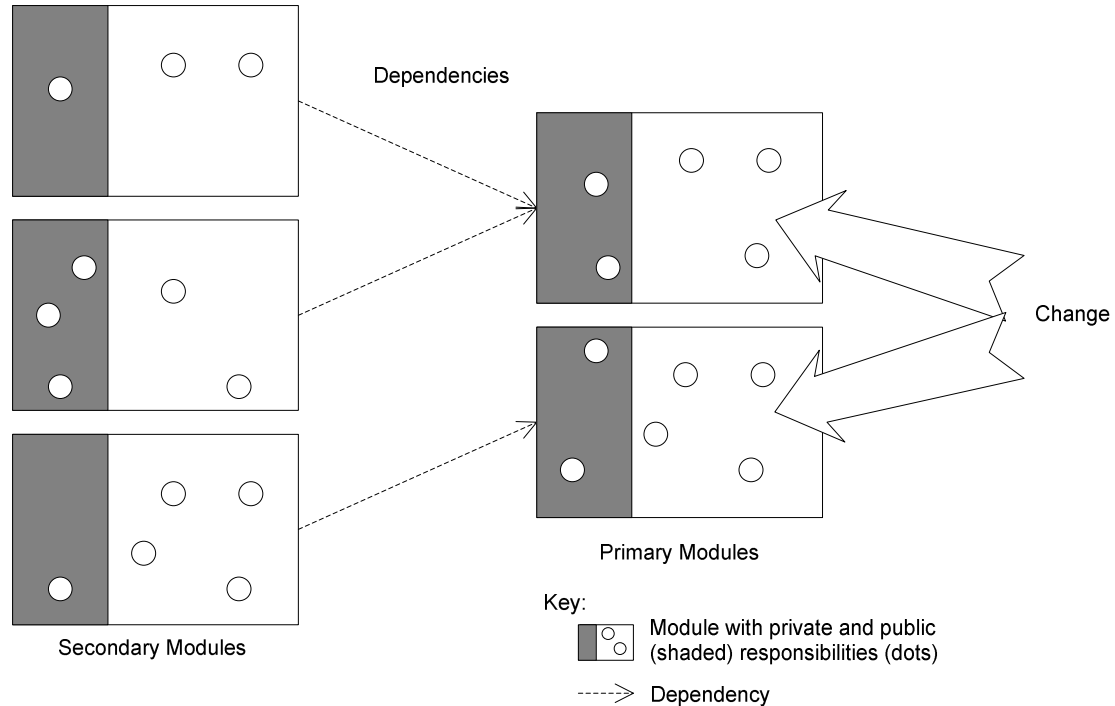 Dependencies
Change
Primary Modules
Secondary Modules
Key:
Module with private and public
(shaded) responsibilities (dots)
Dependency